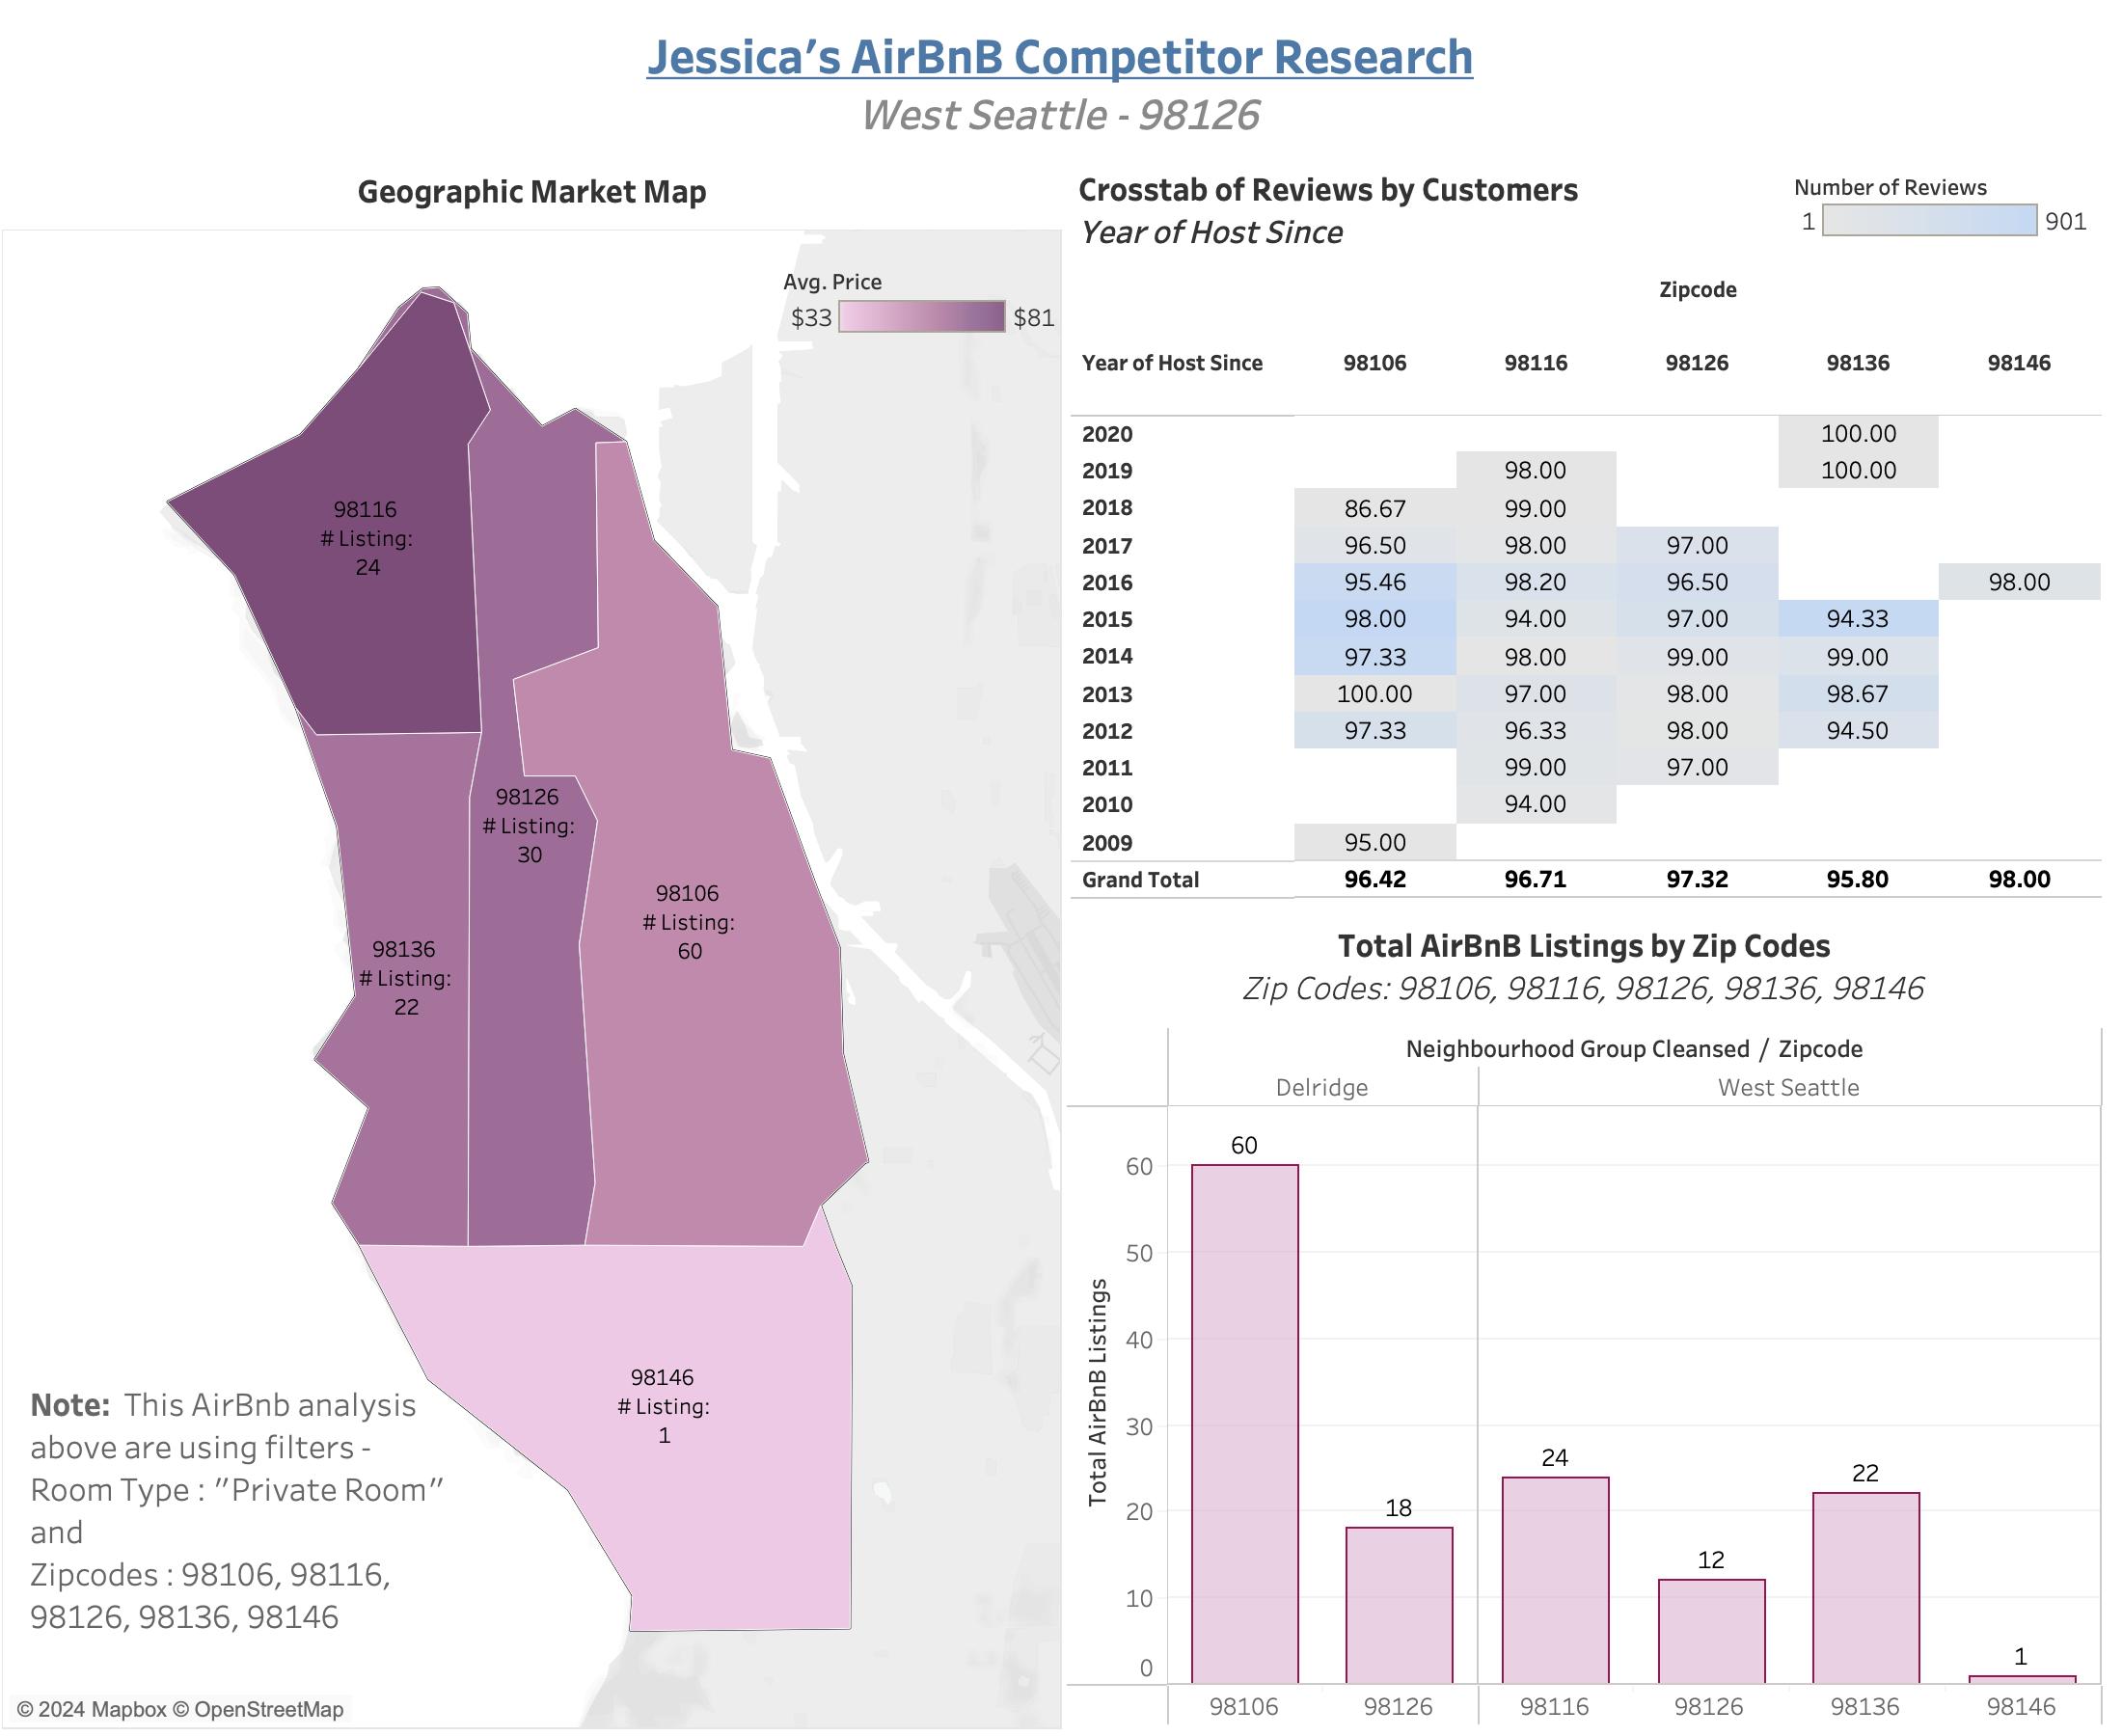 Jessica's AirBnB Competitor Research
West Seattle - 98126
Geographic Market Map
Avg. Price
$33 $81
98116
# Listing:
24
98126
# Listing:
30
98106
# Listing:
60
98136
# Listing:
22
98146
# Listing:
1
Note: This AirBnb analysis
above are using filters -
Room Type : "Private Room"
and
Zipcodes : 98106, 98116,
98126, 98136, 98146
© 2024 Mapbox © OpenStreetMap
Crosstab of Reviews by Customers
Year of Host Since
Number of Reviews
1 901
Zipcode
Year of Host Since 98106 98116 98126 98136 98146
2020 100.00
2019 98.00 100.00
2018 86.67 99.00
2017 96.50 98.00 97.00
2016 95.46 98.20 96.50 98.00
2015 98.00 94.00 97.00 94.33
2014 97.33 98.00 99.00 99.00
2013 100.00 97.00 98.00 98.67
2012 97.33 96.33 98.00 94.50
2011 99.00 97.00
2010 94.00
2009 95.00
Grand Total 96.42 96.71 97.32 95.80 98.00
Total AirBnB Listings by Zip Codes
Zip Codes: 98106, 98116, 98126, 98136, 98146
Neighbourhood Group Cleansed / Zipcode
Delridge West Seattle
Total AirBnB Listings
60
50
40
30
20
10
0
60
18
24
12
22
1
98106 98126 98116 98126 98136 98146